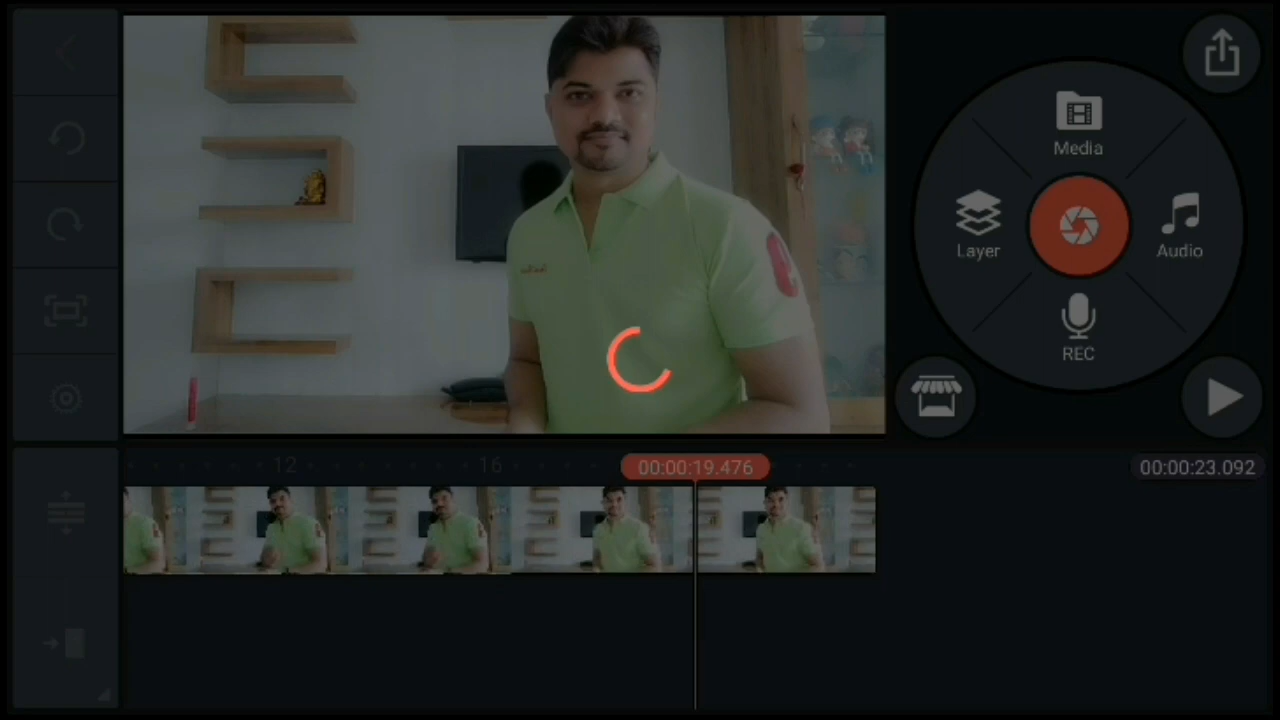 Media
Layer
Audio
REC
12
16
00:00:19.476
00:00:23.092